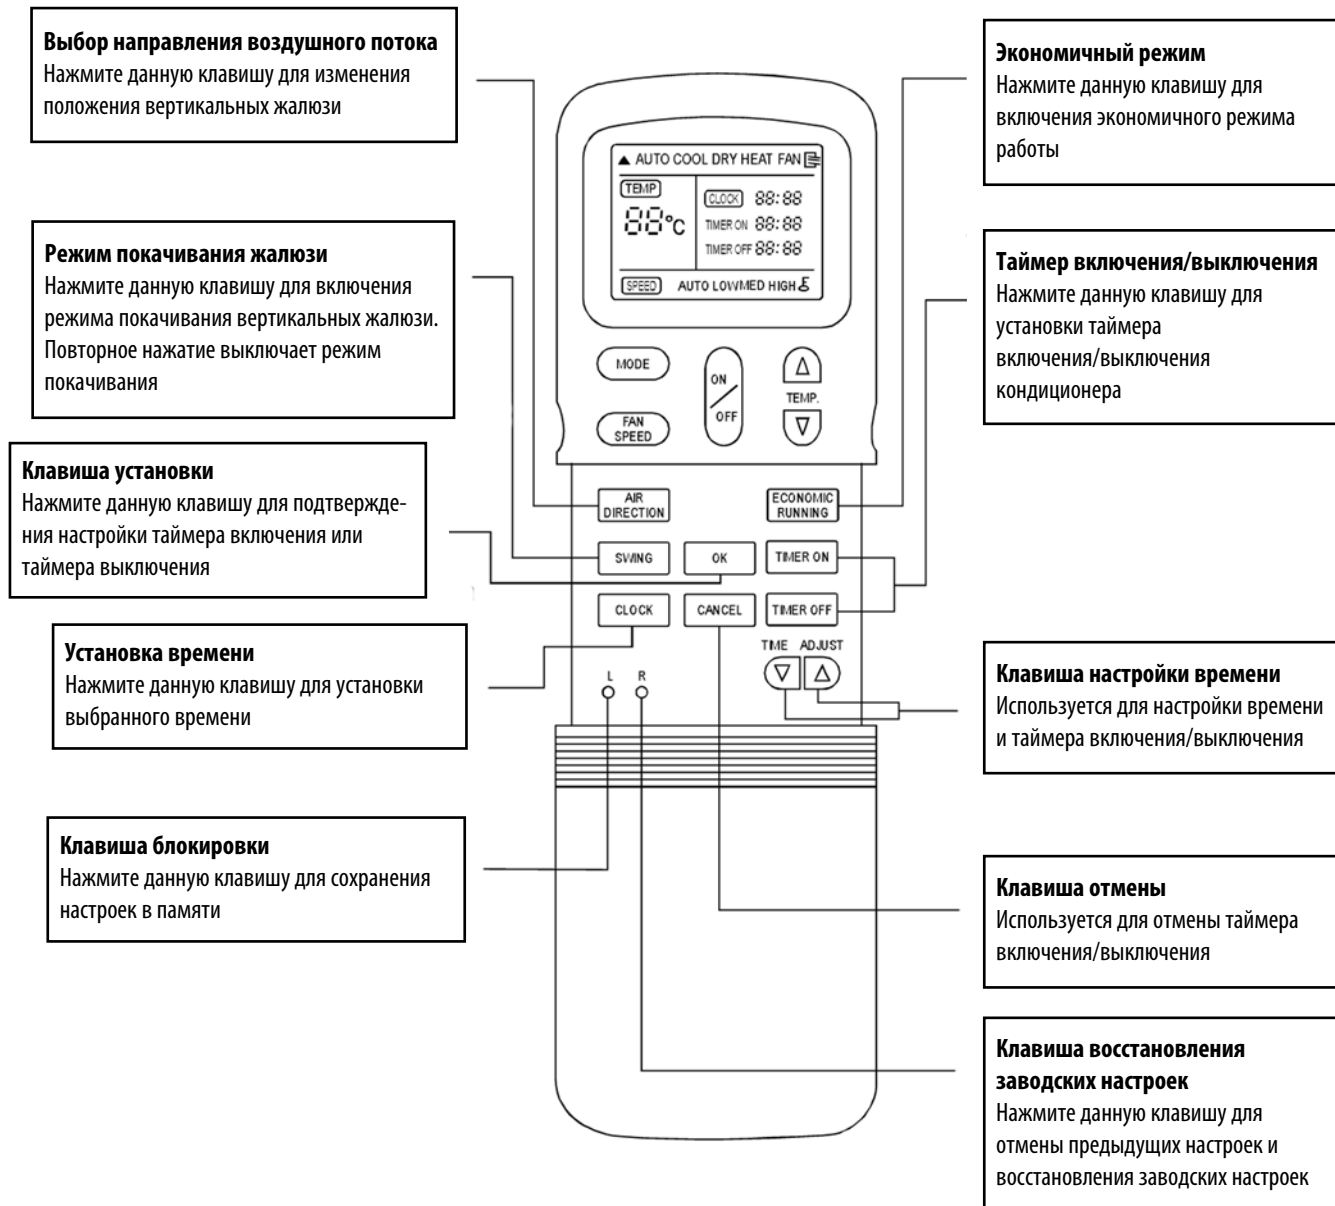 Выбор направления воздушного потока
Нажмите данную клавишу для изменения
положения вертикальных жалюзи
Режим покачивания жалюзи
Нажмите данную клавишу для включения
режима покачивания вертикальных жалюзи.
Повторное нажатие выключает режим
покачивания
Клавиша установки
Нажмите данную клавишу для подтвержде-
ния настройки таймера включения или
таймера выключения
Установка времени
Нажмите данную клавишу для установки
выбранного времени
Клавиша блокировки
Нажмите данную клавишу для сохранения
настроек в памяти
▲ AUTO COOL DRY HEAT FAN
TEMP
88°C
CLOCK 88:88
TIMER ON 88:88
TIMER OFF 88:88
SPEED AUTO LOW MED HIGH
MODE
ON
OFF
TEMP.
FAN
SPEED
AIR
DIRECTION
ECONOMIC
RUNNING
SWING
OK
TIMER ON
CLOCK
CANCEL
TIMER OFF
TIME ADJUST
L R
Экономичный режим
Нажмите данную клавишу для
включения экономичного режима
работы
Таймер включения/выключения
Нажмите данную клавишу для
установки таймера
включения/выключения
кондиционера
Клавиша настройки времени
Используется для настройки времени
и таймера включения/выключения
Клавиша отмены
Используется для отмены таймера
включения/выключения
Клавиша восстановления
заводских настроек
Нажмите данную клавишу для
отмены предыдущих настроек и
восстановления заводских настроек